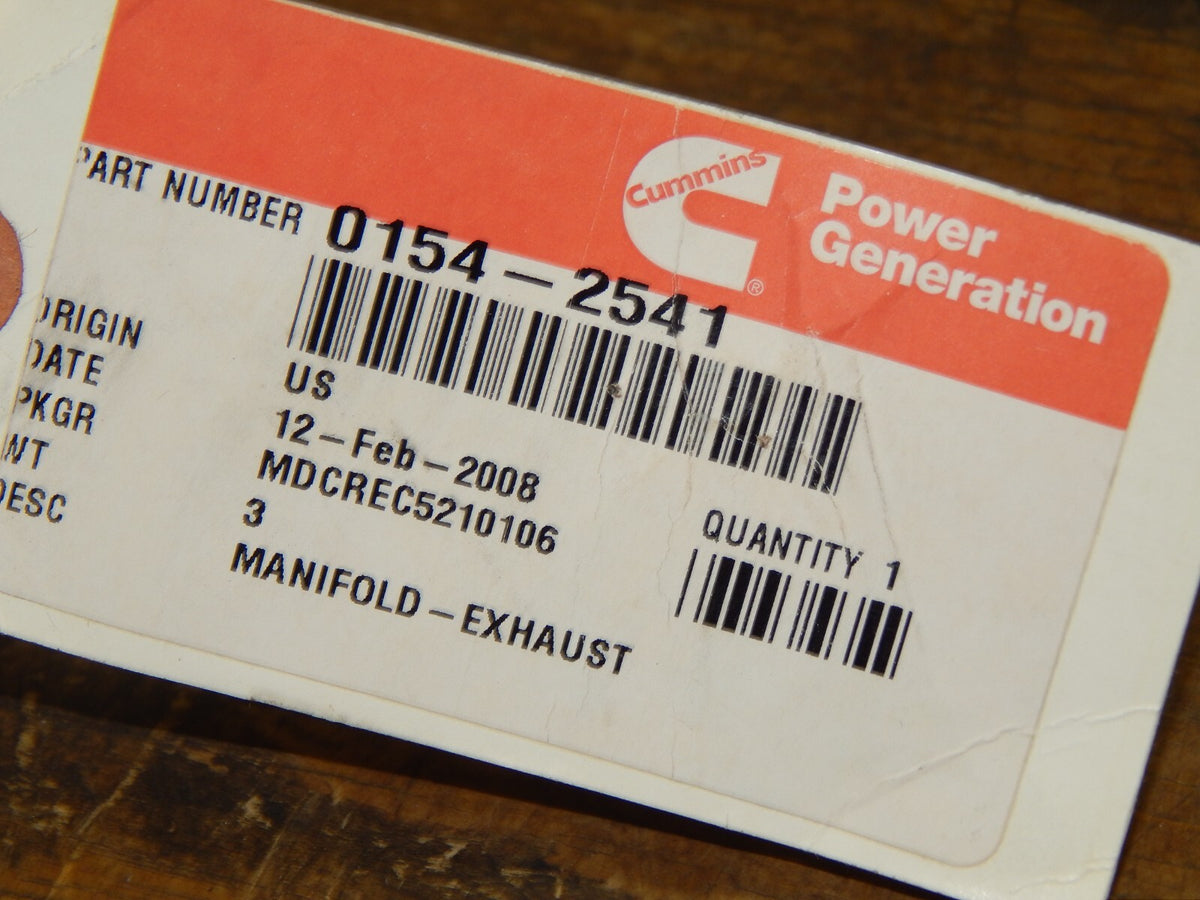 Cummins
Power
Generation
®
PART NUMBER 0154-2541
ORIGIN US
DATE 12-Feb-2008
PKGR MDCREC5210106
WT 3
DESC MANIFOLD-EXHAUST
QUANTITY 1